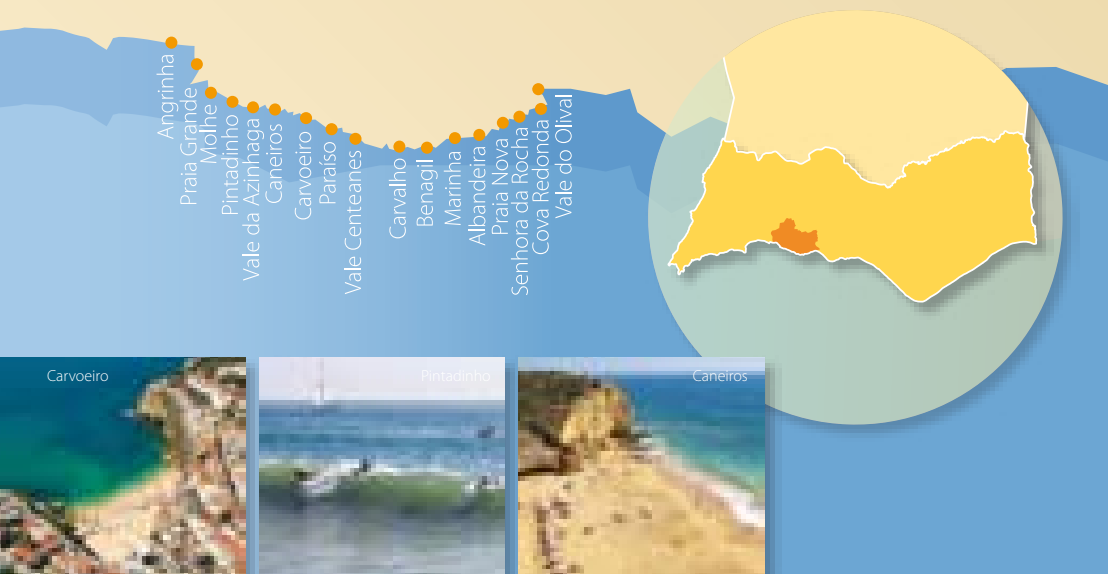 Angrinha
Praia Grande
Molhe
Pintadinho
Vale da Azinhaga
Caneiros
Carvoeiro
Paraíso
Vale Centeanes
Carvalho
Benagil
Marinha
Albandeira
Praia Nova
Senhora da Rocha
Cova Redonda
Vale do Olival
Carvoeiro
Pintadinho
Caneiros